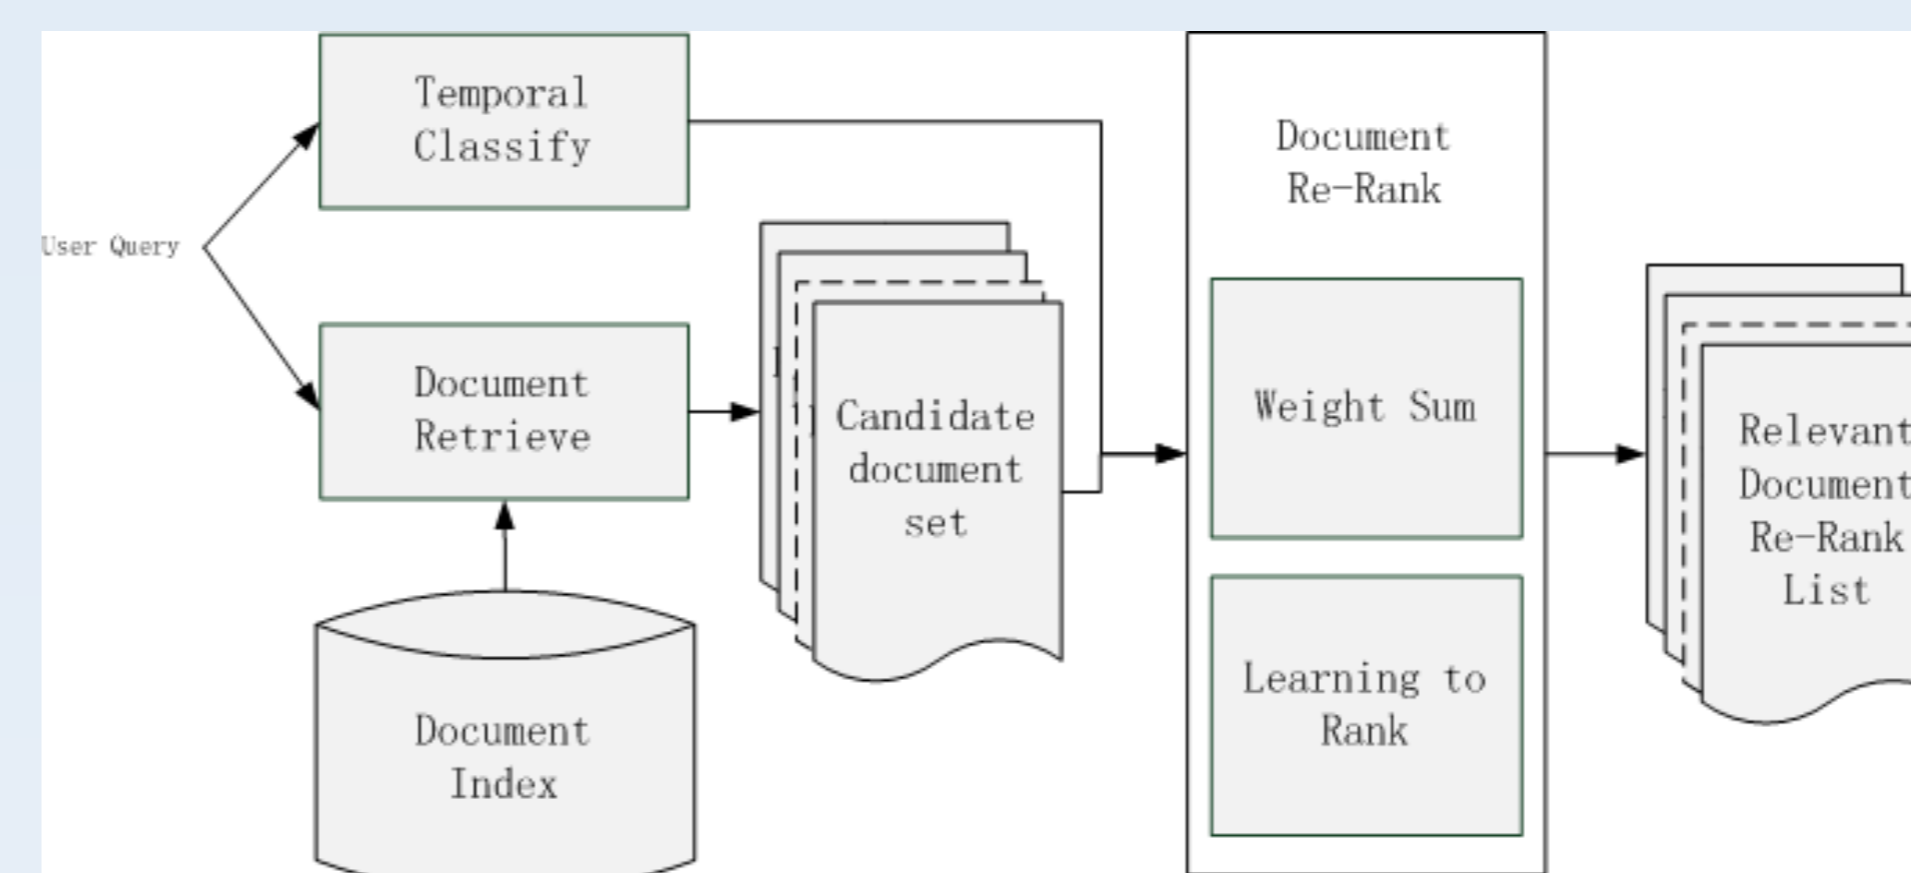 Temporal
Classify
User Query
Document
Retrieve
Document
Index
Candidate
document
set
Document
Re-Rank
Weight Sum
Learning to
Rank
Relevant
Document
Re-Rank
List